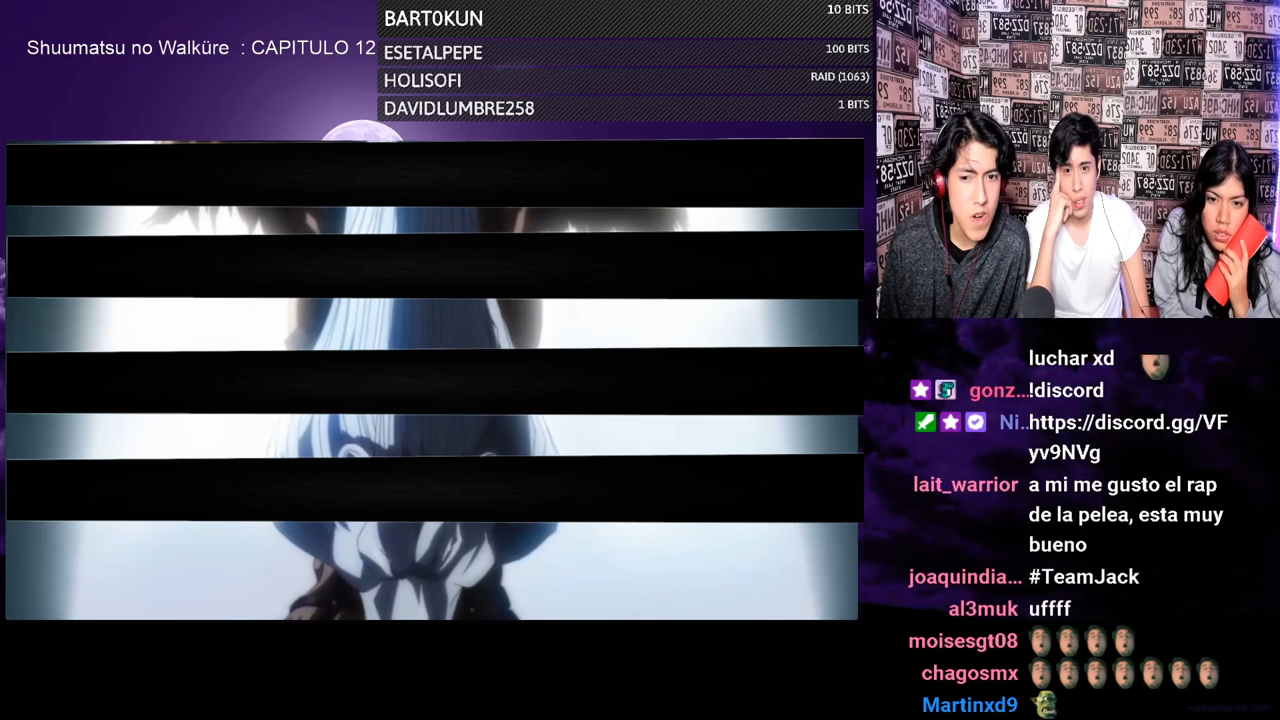 Shuumatsu no Walküre : CAPITULO 12
BART0KUN 10 BITS
ESETALPEPE 100 BITS
HOLISOFI RAID (1063)
DAVIDLUMBRE258 1 BITS
luchar xd
gonz... !discord
Ni.. https://discord.gg/VF
yv9NVg
lait_warrior a mi me gusto el rap
de la pelea, esta muy
bueno
joaquindia... #TeamJack
al3muk uffff
moisesgt08
chagosmx
Martinxd9